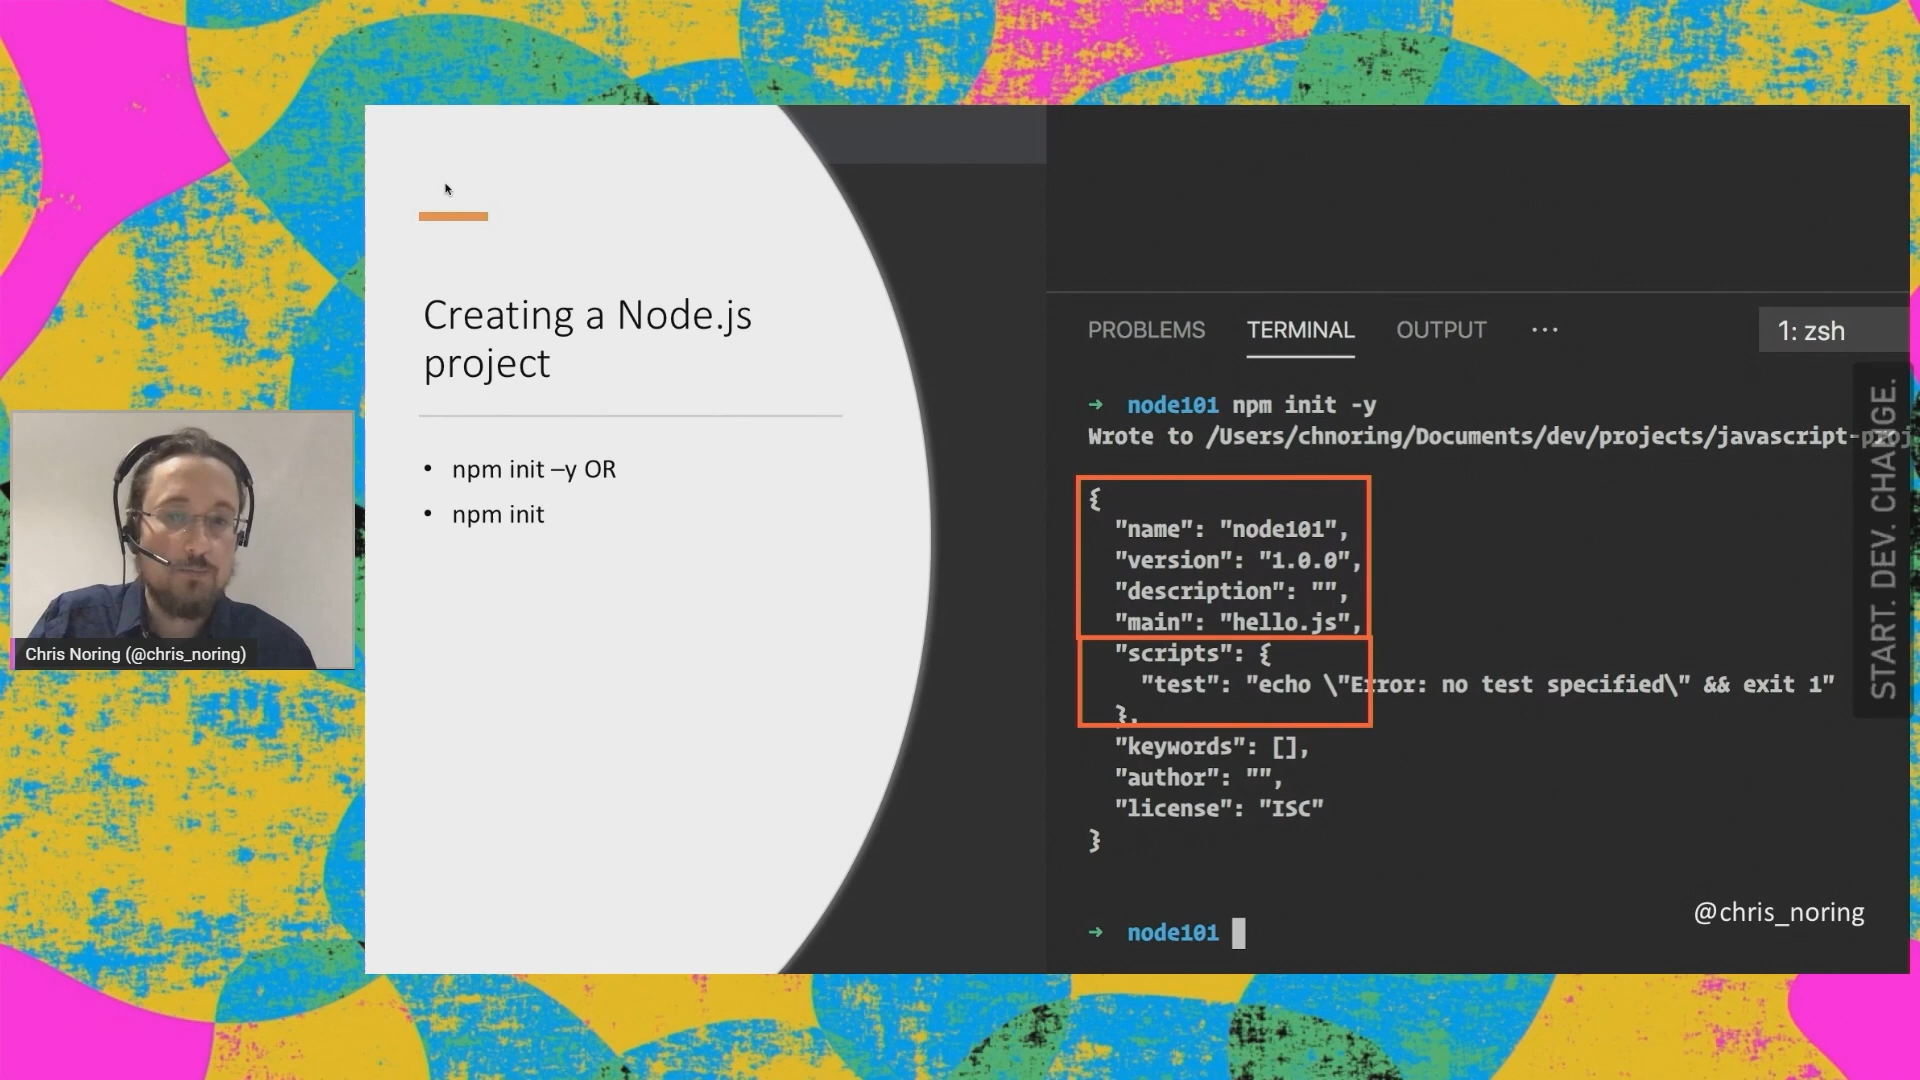 Creating a Node.js
project
• npm init –y OR
• npm init
Chris Noring (@chris_noring)
PROBLEMS TERMINAL OUTPUT ··· 1: zsh
→ node101 npm init -y
Wrote to /Users/chnoring/Documents/dev/projects/javascript-proj
{
"name": "node101",
"version": "1.0.0",
"description": "",
"main": "hello.js",
"scripts": {
"test": "echo \"Error: no test specified\" && exit 1"
},
"keywords": [],
"author": "",
"license": "ISC"
}
→ node101
@chris_noring
START. DEV. CHANGE.